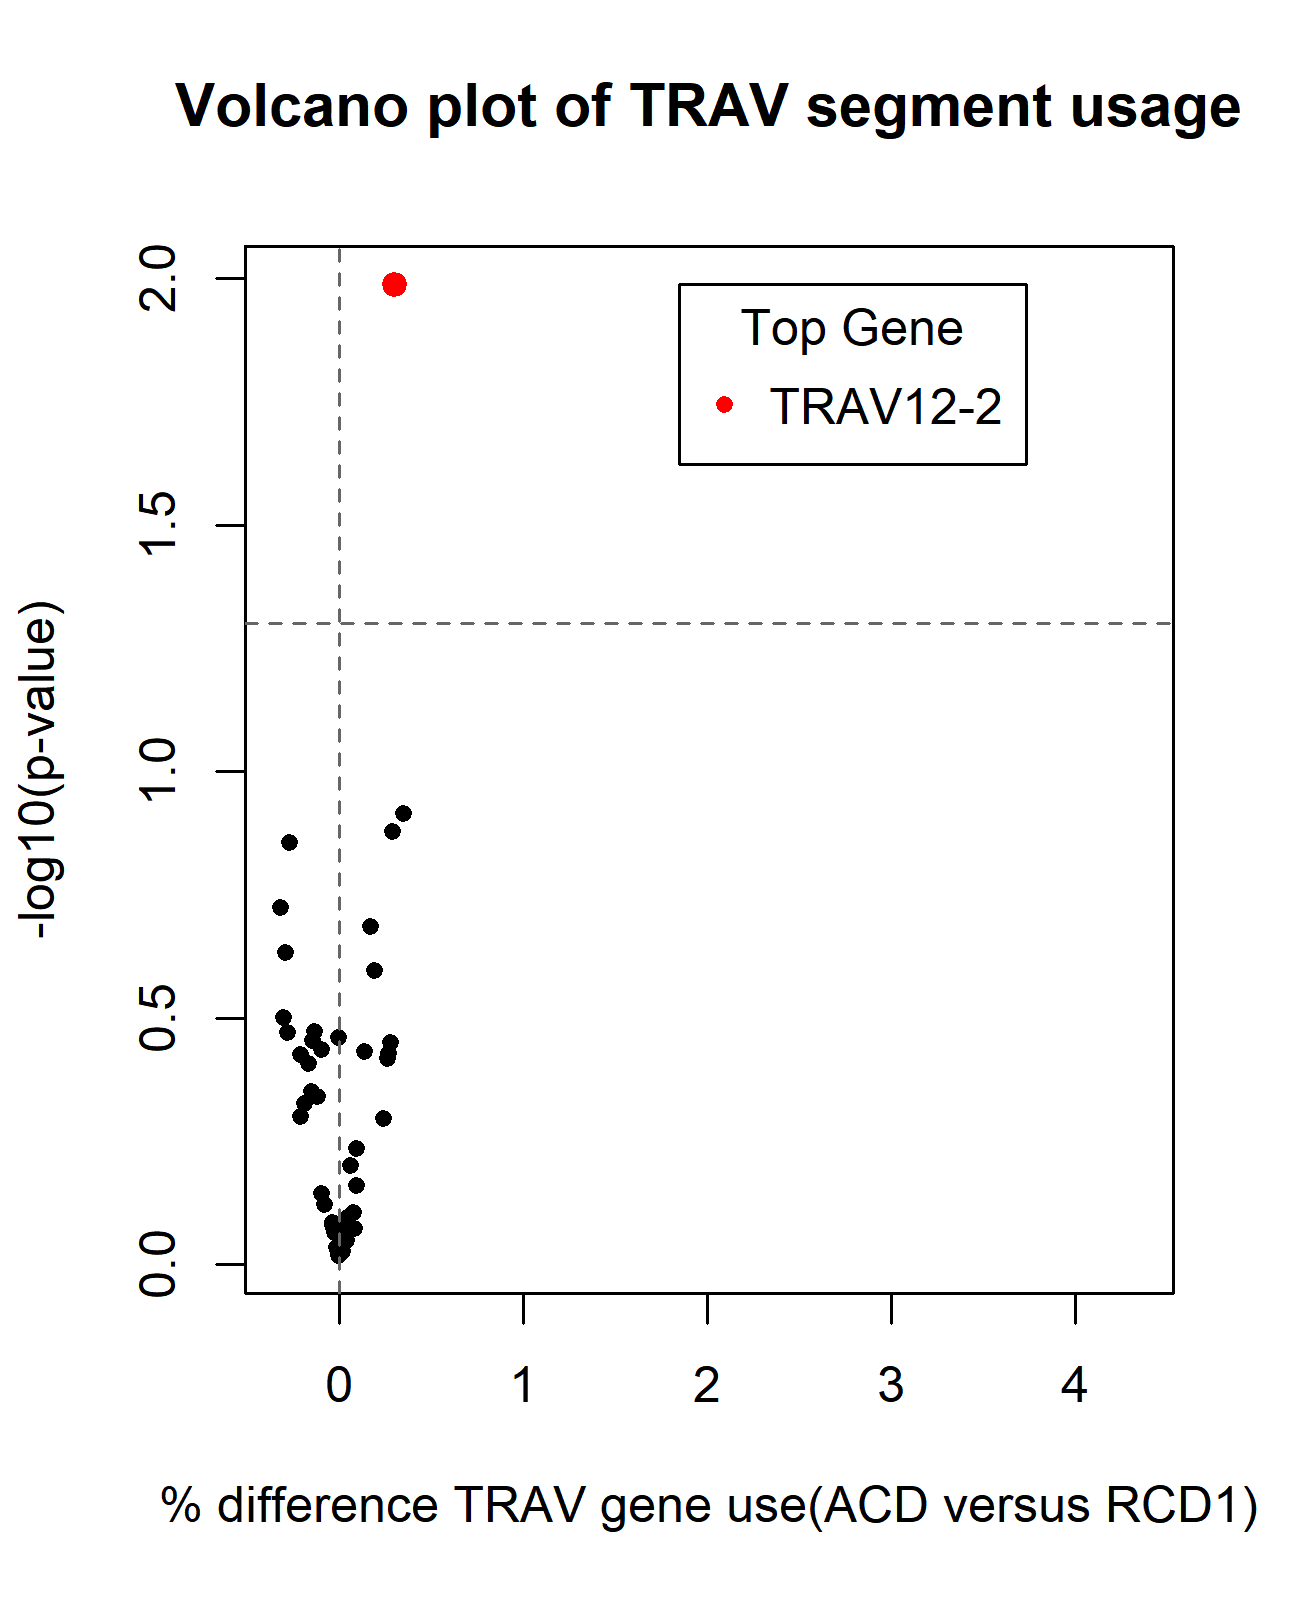 Volcano plot of TRAV segment usage
Top Gene
TRAV12-2
-log10(p-value)
2.0
1.5
1.0
0.5
0.0
0 1 2 3 4
% difference TRAV gene use(ACD versus RCD1)